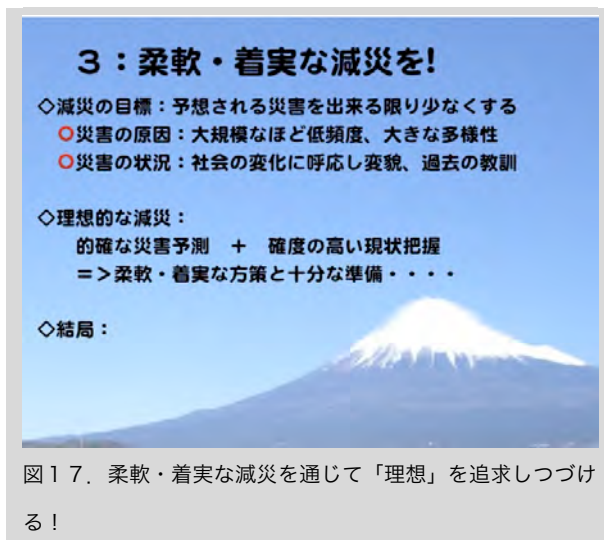 ３：柔軟・着実な減災を!
◇減災の目標：予想される災害を出来る限り少なくする
○災害の原因：大規模なほど低頻度、大きな多様性
○災害の状況：社会の変化に呼応し変貌、過去の教訓
◇理想的な減災：
的確な災害予測　＋　確度の高い現状把握
＝＞柔軟・着実な方策と十分な準備・・・・
◇結局：
図１７．柔軟・着実な減災を通じて「理想」を追求しつづけ
る！